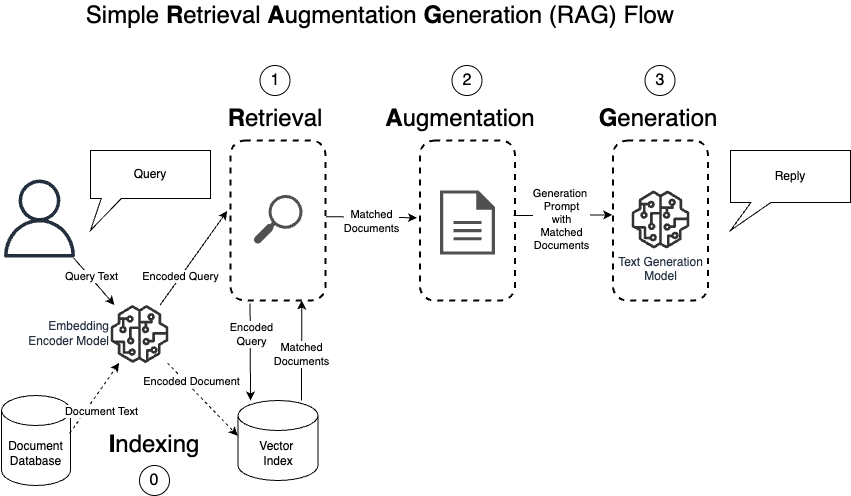 Simple Retrieval Augmentation Generation (RAG) Flow
1
2
3
Retrieval
Augmentation
Generation
Query
Reply
Matched
Documents
Generation
Prompt
with
Matched
Documents
Text Generation
Model
Query Text
Encoded Query
Embedding
Encoder Model
Encoded
Query
Matched
Documents
Encoded Document
Document Text
Document
Database
Indexing
0
Vector
Index